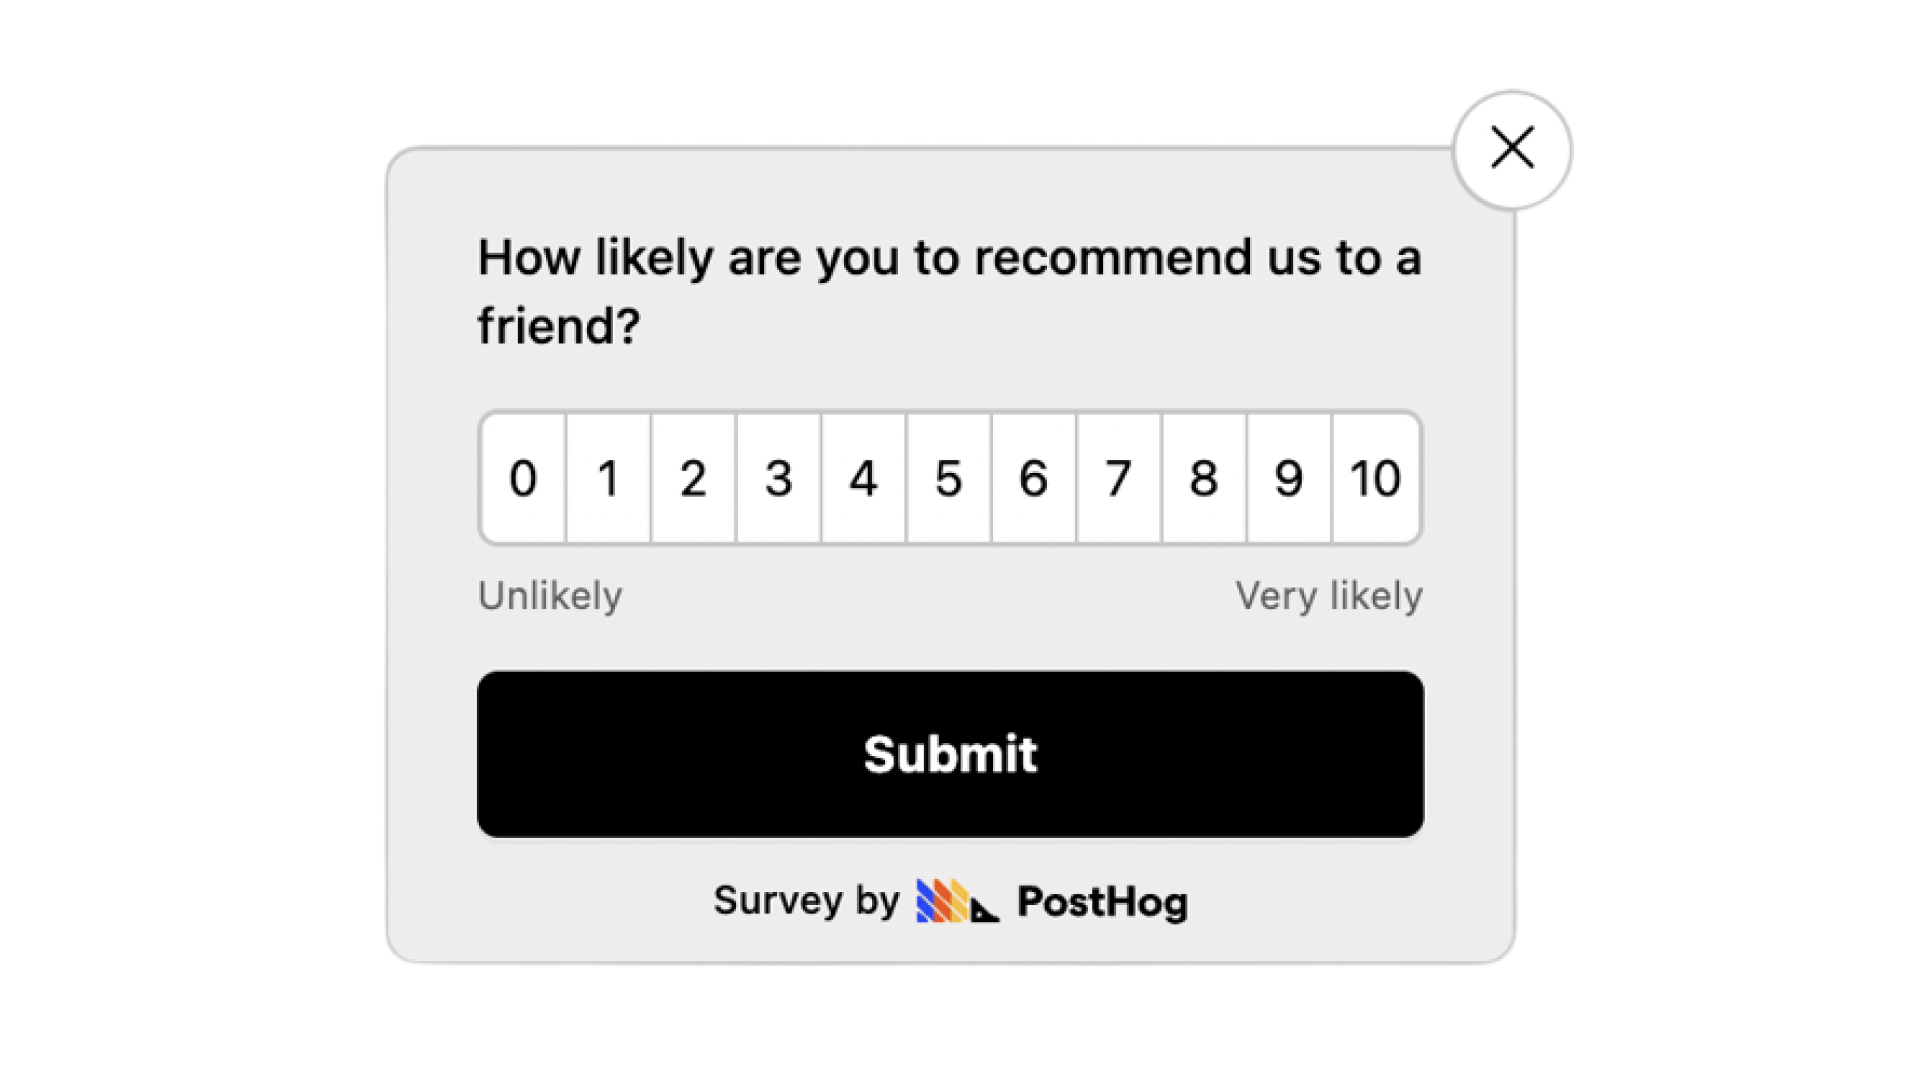 How likely are you to recommend us to a
friend?
0 1 2 3 4 5 6 7 8 9 10
Unlikely Very likely
Submit
Survey by PostHog